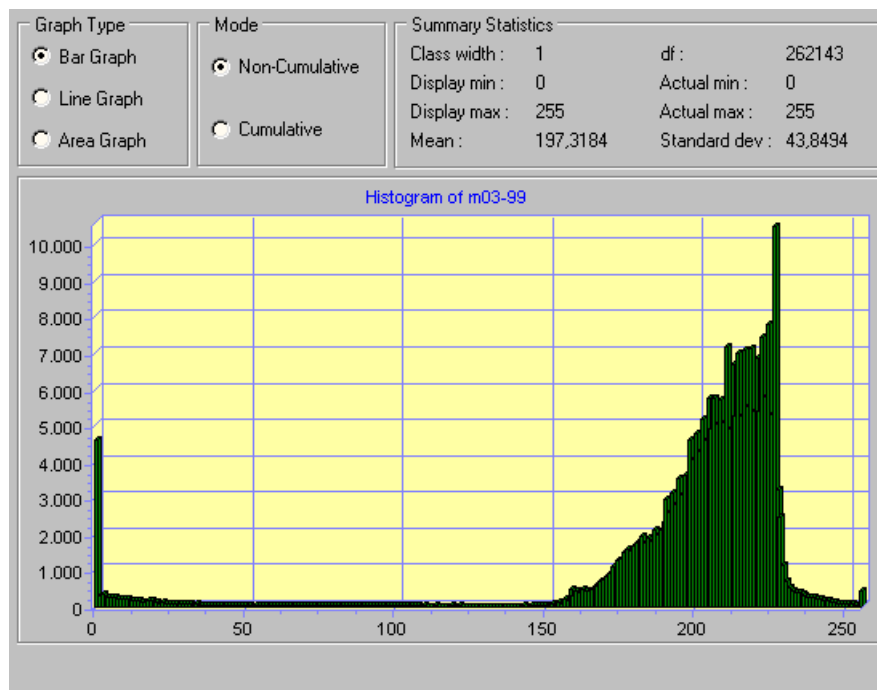 Graph Type
Bar Graph
Line Graph
Area Graph
Mode
Non-Cumulative
Cumulative
Summary Statistics
Class width : 1 df : 262143
Display min : 0 Actual min : 0
Display max : 255 Actual max : 255
Mean : 197,3184 Standard dev : 43,8494
Histogram of m03-99
10.000
9.000
8.000
7.000
6.000
5.000
4.000
3.000
2.000
1.000
0
0 50 100 150 200 250